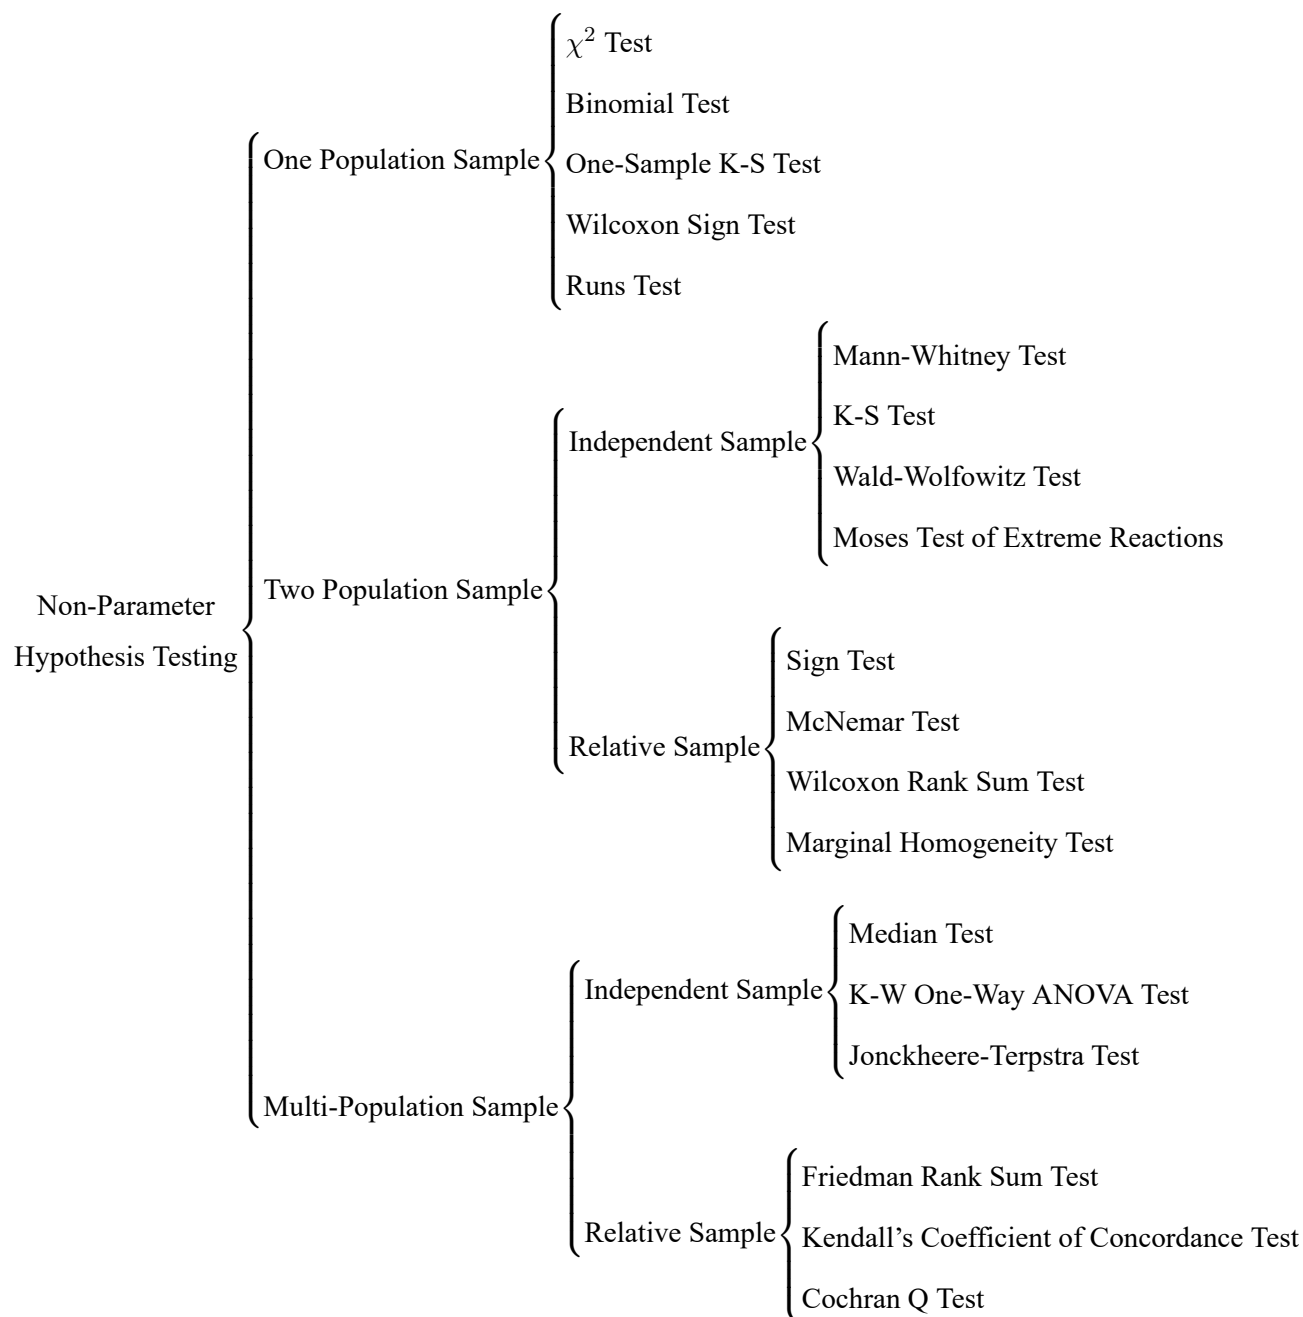 χ² Test
Binomial Test
One Population Sample
One-Sample K-S Test
Wilcoxon Sign Test
Runs Test
Mann-Whitney Test
K-S Test
Independent Sample
Wald-Wolfowitz Test
Moses Test of Extreme Reactions
Two Population Sample
Non-Parameter
Hypothesis Testing
Sign Test
McNemar Test
Relative Sample
Wilcoxon Rank Sum Test
Marginal Homogeneity Test
Median Test
Independent Sample
K-W One-Way ANOVA Test
Jonckheere-Terpstra Test
Multi-Population Sample
Friedman Rank Sum Test
Relative Sample
Kendall’s Coefficient of Concordance Test
Cochran Q Test